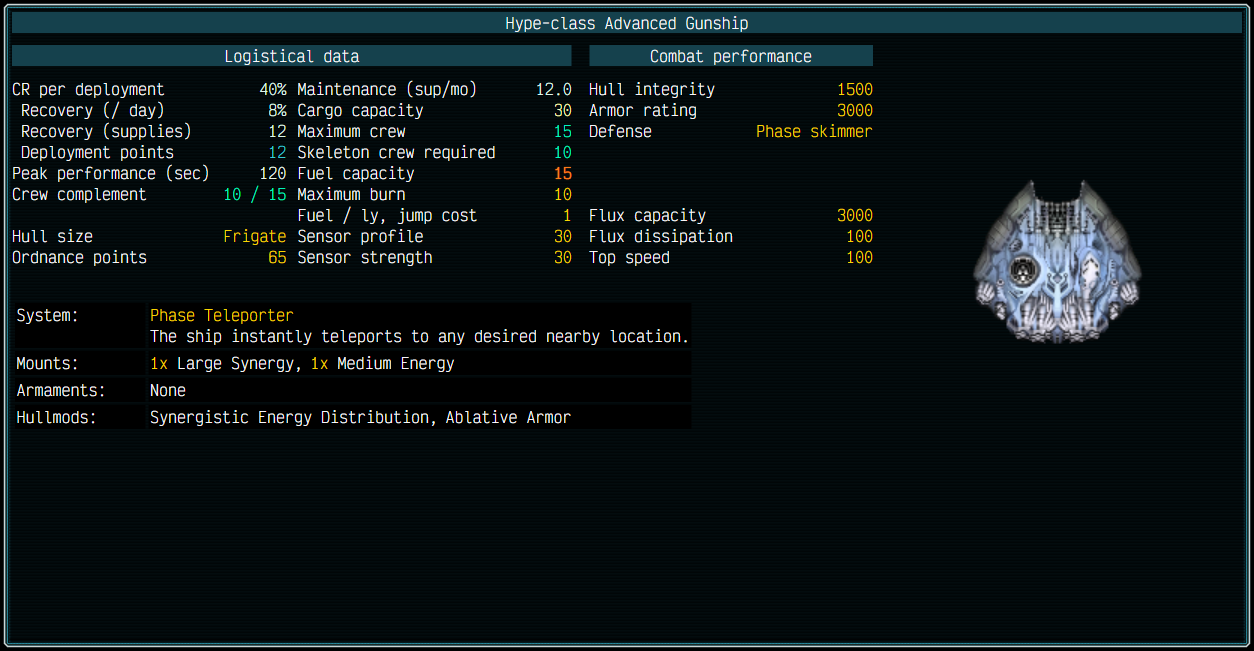 Hype-class Advanced Gunship
Logistical data Combat performance
CR per deployment 40% Maintenance (sup/mo) 12.0 Hull integrity 1500
Recovery (/ day) 8% Cargo capacity 30 Armor rating 3000
Recovery (supplies) 12 Maximum crew 15 Defense Phase skimmer
Deployment points 12 Skeleton crew required 10
Peak performance (sec) 120 Fuel capacity 15
Crew complement 10 / 15 Maximum burn 10
Fuel / ly, jump cost 1 Flux capacity 3000
Hull size Frigate Sensor profile 30 Flux dissipation 100
Ordnance points 65 Sensor strength 30 Top speed 100
System: Phase Teleporter
The ship instantly teleports to any desired nearby location.
Mounts: 1x Large Synergy, 1x Medium Energy
Armaments: None
Hullmods: Synergistic Energy Distribution, Ablative Armor